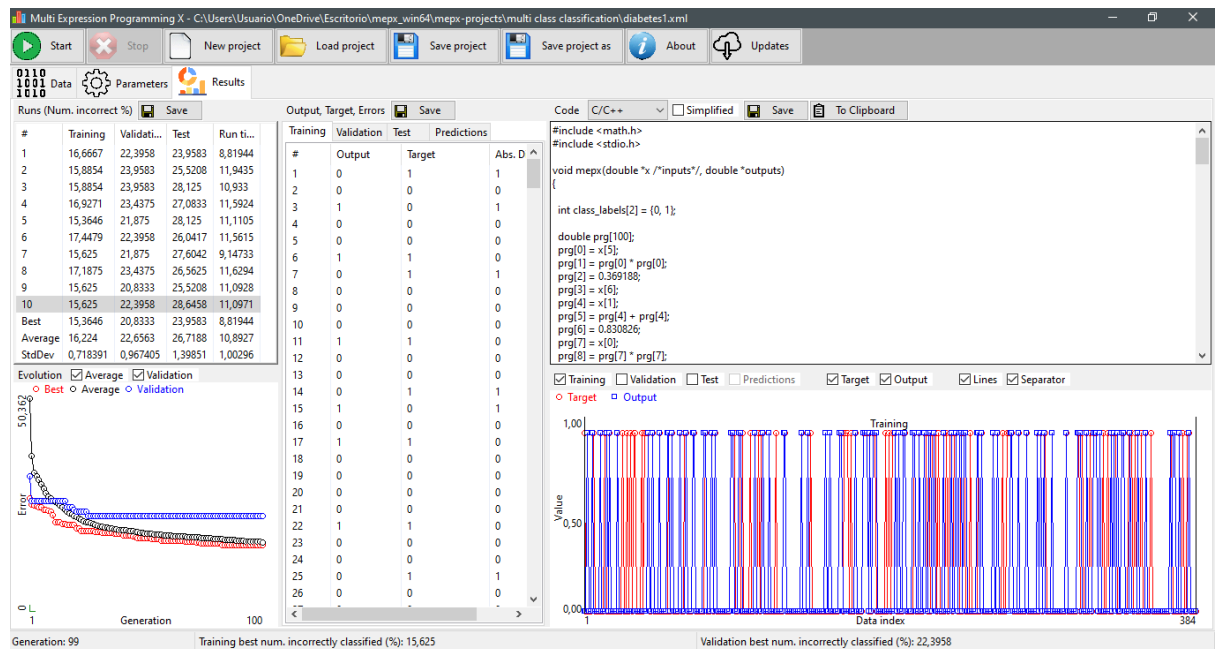 Multi Expression Programming X - C:\Users\Usuario\OneDrive\Escritorio\mepx_win64\mepx-projects\multi class classification\diabetes1.xml
Start Stop New project Load project Save project Save project as About Updates
0110
1001 Data Parameters Results
1010
Runs (Num. incorrect %) Save
# Training Validati... Test Run ti...
1 16,6667 22,3958 23,9583 8,81944
2 15,8854 23,9583 25,5208 11,9435
3 15,8854 23,9583 28,125 10,933
4 16,9271 23,4375 27,0833 11,5924
5 15,3646 21,875 28,125 11,1105
6 17,4479 22,3958 26,0417 11,5615
7 15,625 21,875 27,6042 9,14733
8 17,1875 23,4375 26,5625 11,6294
9 15,625 20,8333 25,5208 11,0928
10 15,625 22,3958 28,6458 11,0971
Best 15,3646 20,8333 23,9583 8,81944
Average 16,224 22,6563 26,7188 10,8927
StdDev 0,718391 0,967405 1,39851 1,00296
Evolution Average Validation
Best Average Validation
50,362
Error
0
1 Generation 100
Output, Target, Errors Save
Training Validation Test Predictions
# Output Target Abs. D
1 0 1 1
2 0 0 0
3 1 0 1
4 0 0 0
5 0 0 0
6 1 1 0
7 0 1 1
8 0 0 0
9 0 0 0
10 0 0 0
11 1 1 0
12 0 0 0
13 0 0 0
14 0 1 1
15 1 0 1
16 0 0 0
17 1 1 0
18 0 0 0
19 0 0 0
20 0 0 0
21 0 0 0
22 1 1 0
23 0 0 0
24 0 0 0
25 0 1 1
26 0 0 0
Code C/C++ Simplified Save To Clipboard
#include <math.h>
#include <stdio.h>
void mepx(double *x /*inputs*/, double *outputs)
{
int class_labels[2] = {0, 1};
double prg[100];
prg[0] = x[5];
prg[1] = prg[0] * prg[0];
prg[2] = 0.369188;
prg[3] = x[6];
prg[4] = x[1];
prg[5] = prg[4] + prg[4];
prg[6] = 0.830826;
prg[7] = x[0];
prg[8] = prg[7] * prg[7];
Training Validation Test Predictions Target Output Lines Separator
Target Output
1,00 Training
Value
0,50
0,00
1 Data index 384
Generation: 99 Training best num. incorrectly classified (%): 15,625 Validation best num. incorrectly classified (%): 22,3958